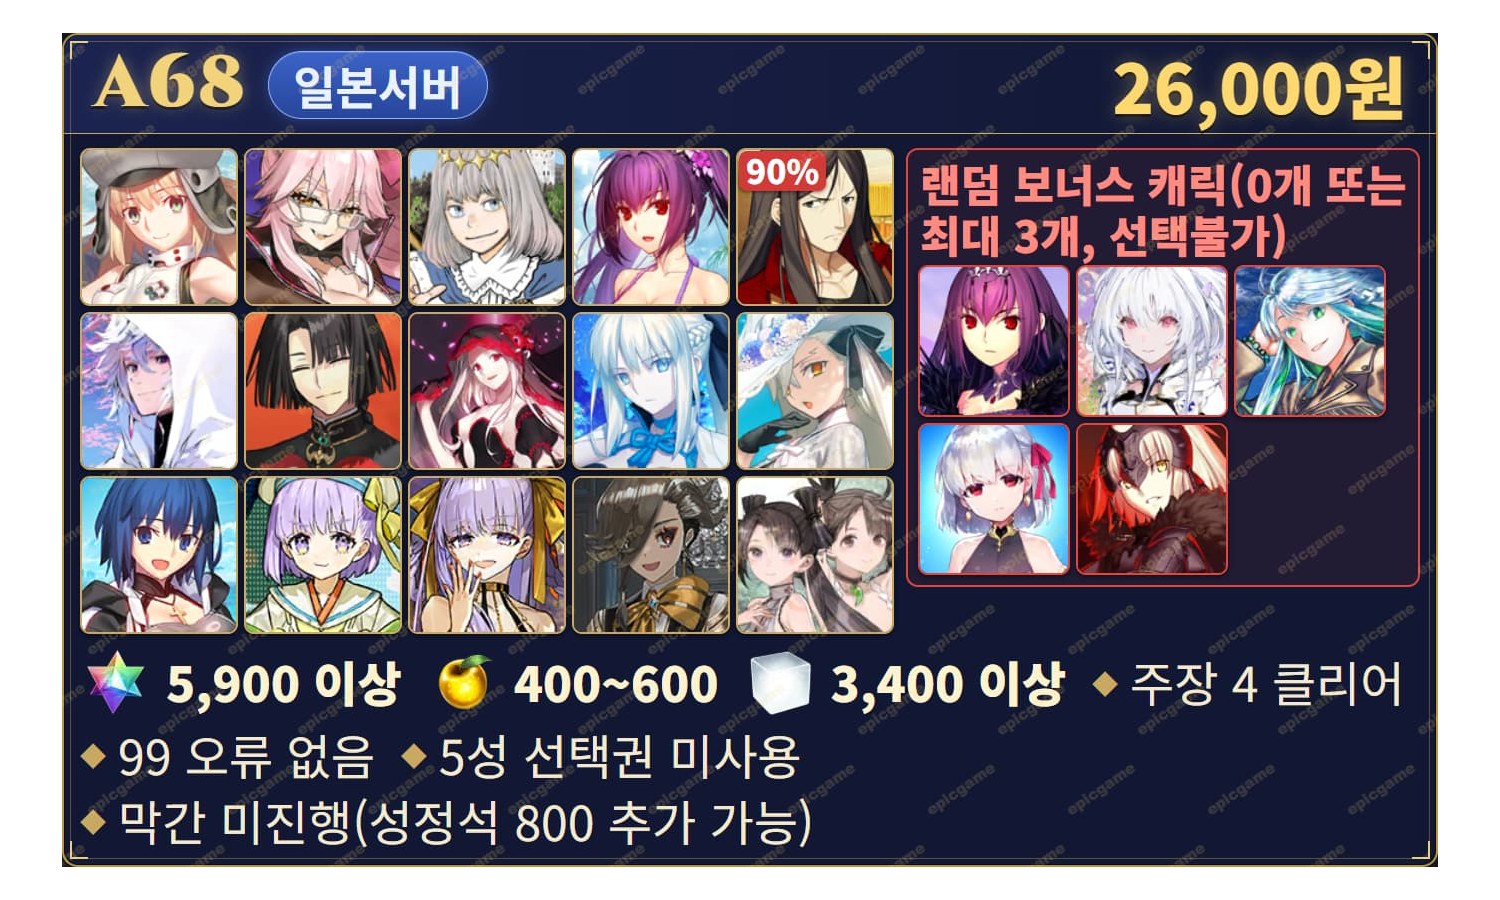 A68 일본서버 26,000원
90%
랜덤 보너스 캐릭(0개 또는
최대 3개, 선택불가)
5,900 이상 400~600 3,400 이상 ◆ 주장 4 클리어
◆ 99 오류 없음 ◆ 5성 선택권 미사용
◆ 막간 미진행(성정석 800 추가 가능)
epicgame